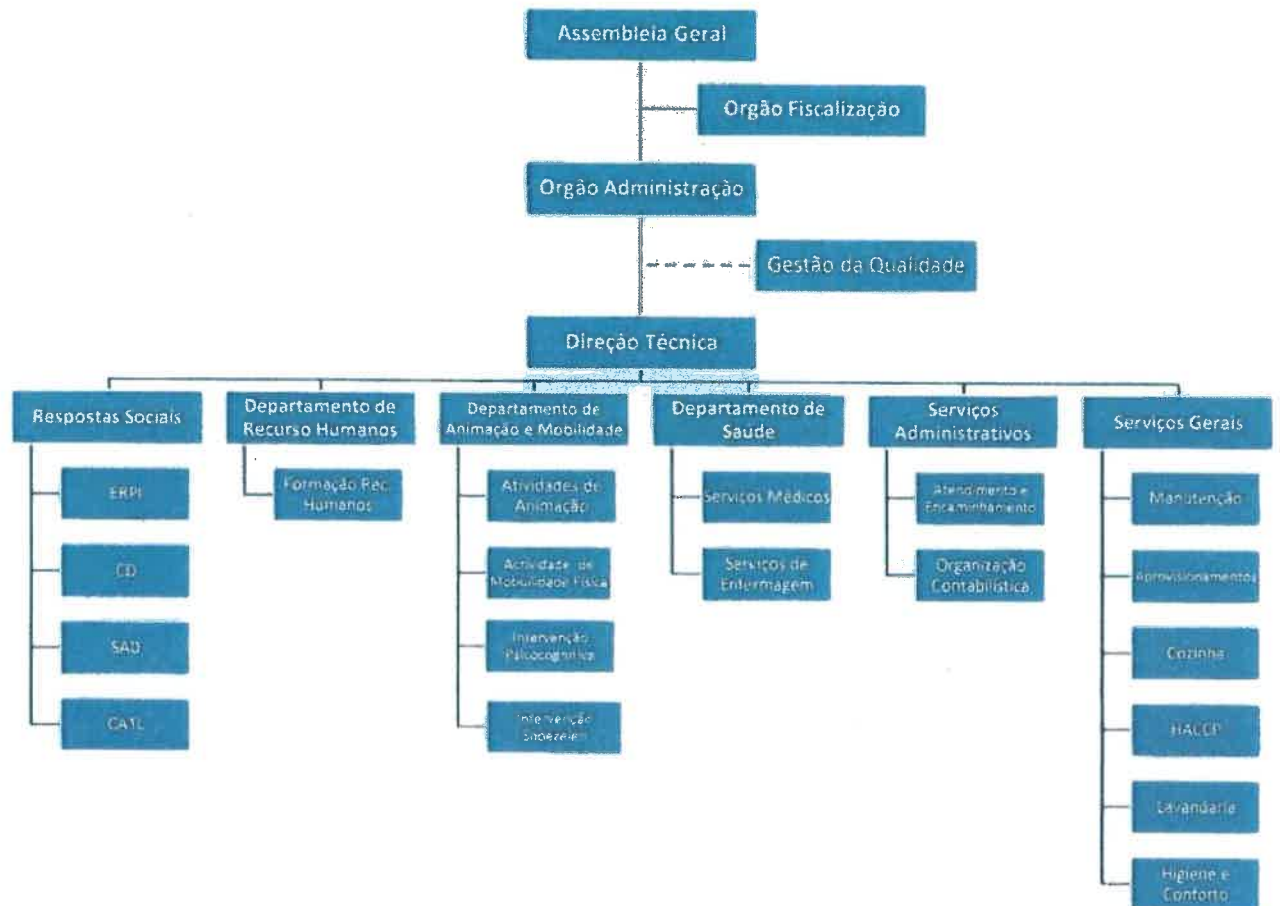 Assembleia Geral
Orgão Fiscalização
Orgão Administração
Gestão da Qualidade
Direção Técnica
Respostas Sociais
ERPI
CD
SAD
CATL
Departamento de
Recurso Humanos
Formação Rec.
Humanos
Departamento de
Animação e Mobilidade
Atividades de
Animação
Actividade de
Mobilidade Física
Intervenção
Psicocognitiva
Intervenção
Snoezelen
Departamento de
Saúde
Serviços Médicos
Serviços de
Enfermagem
Serviços
Administrativos
Atendimento e
Encaminhamento
Organização
Contabilística
Serviços Gerais
Manutenção
Aprovisionamentos
Cozinha
HACCP
Lavandaria
Higiene e
Conforto